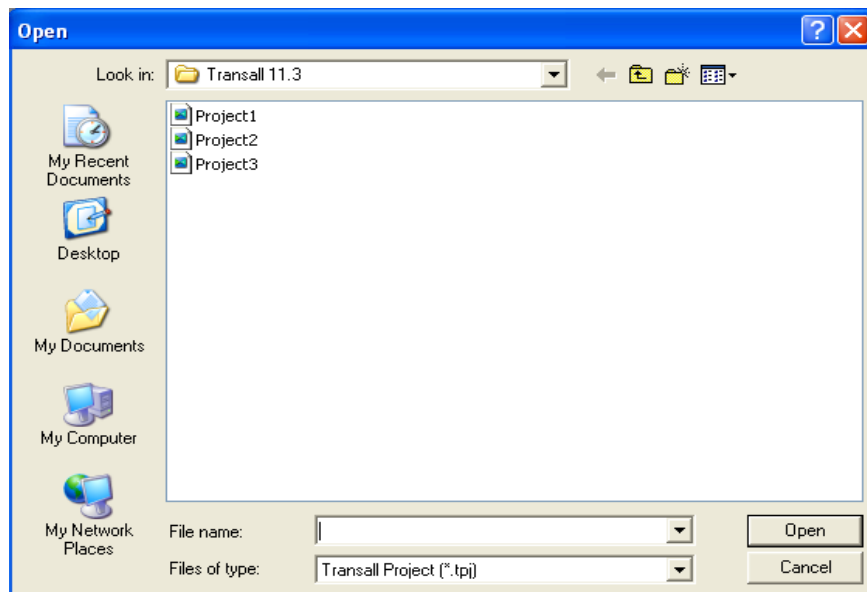 Open
Look in:
Transall 11.3
Project1
Project2
Project3
My Recent
Documents
Desktop
My Documents
My Computer
My Network
Places
File name:
Open
Files of type:
Transall Project (*.tpj)
Cancel